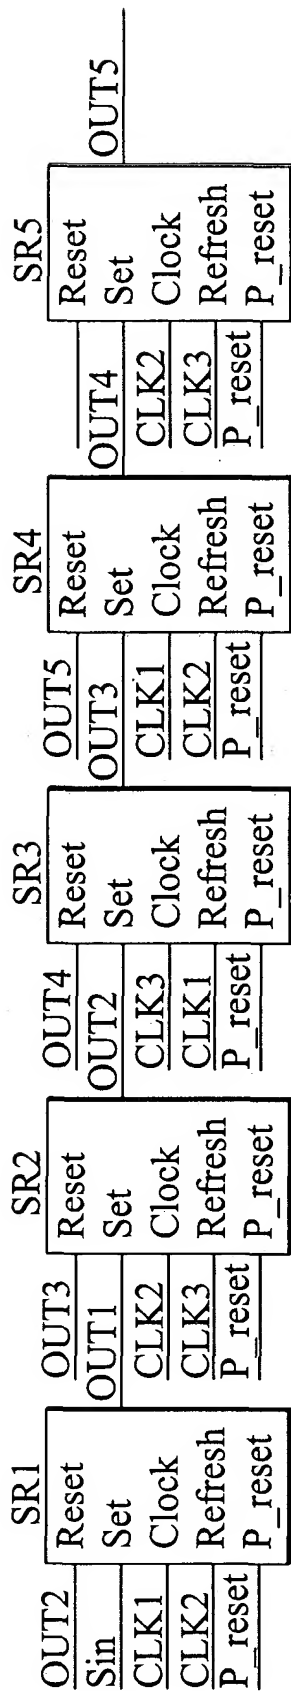 SR1
OUT2
Sin
CLK1
CLK2
P_reset
Reset
Set
Clock
Refresh
P_reset
SR2
OUT3
OUT1
CLK2
CLK3
P_reset
Reset
Set
Clock
Refresh
P_reset
SR3
OUT4
OUT2
CLK3
CLK1
P_reset
Reset
Set
Clock
Refresh
P_reset
SR4
OUT5
OUT3
CLK1
CLK2
P_reset
Reset
Set
Clock
Refresh
P_reset
SR5
OUT4
CLK2
CLK3
P_reset
Reset
Set
Clock
Refresh
P_reset
OUT5